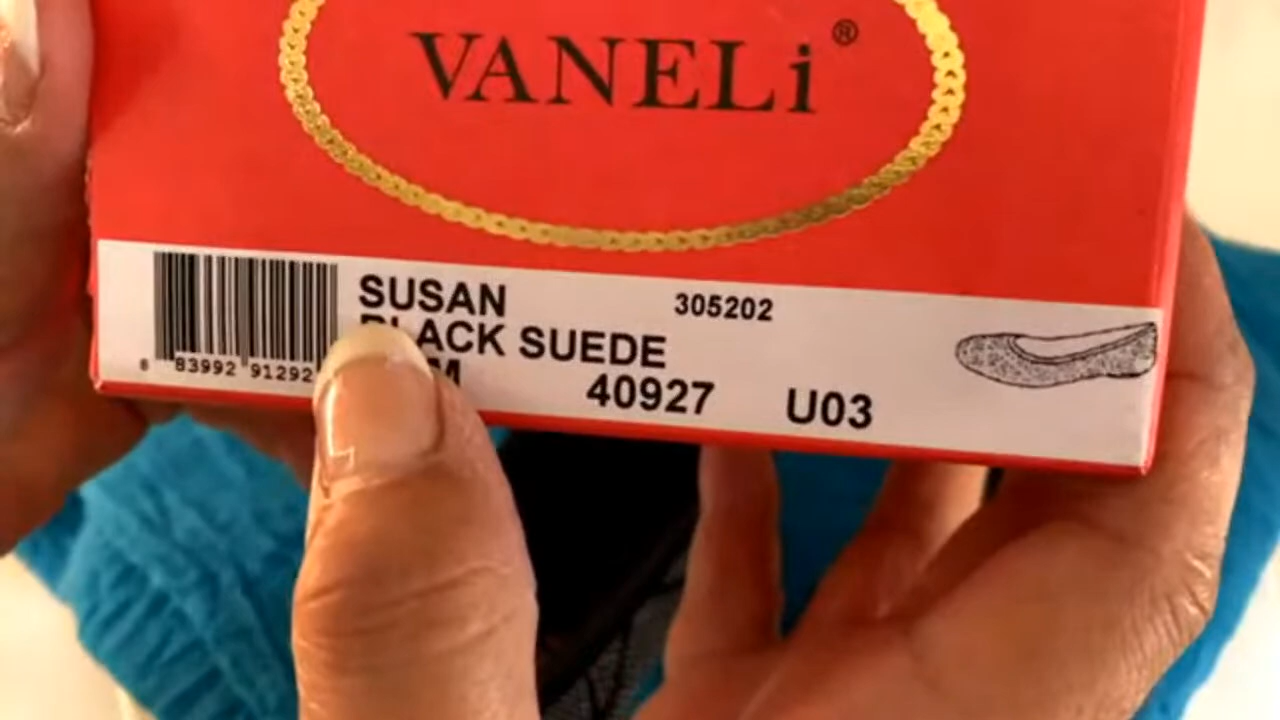 VANELi ®
SUSAN 305202
BLACK SUEDE
M 40927 U03
8 83992 91292